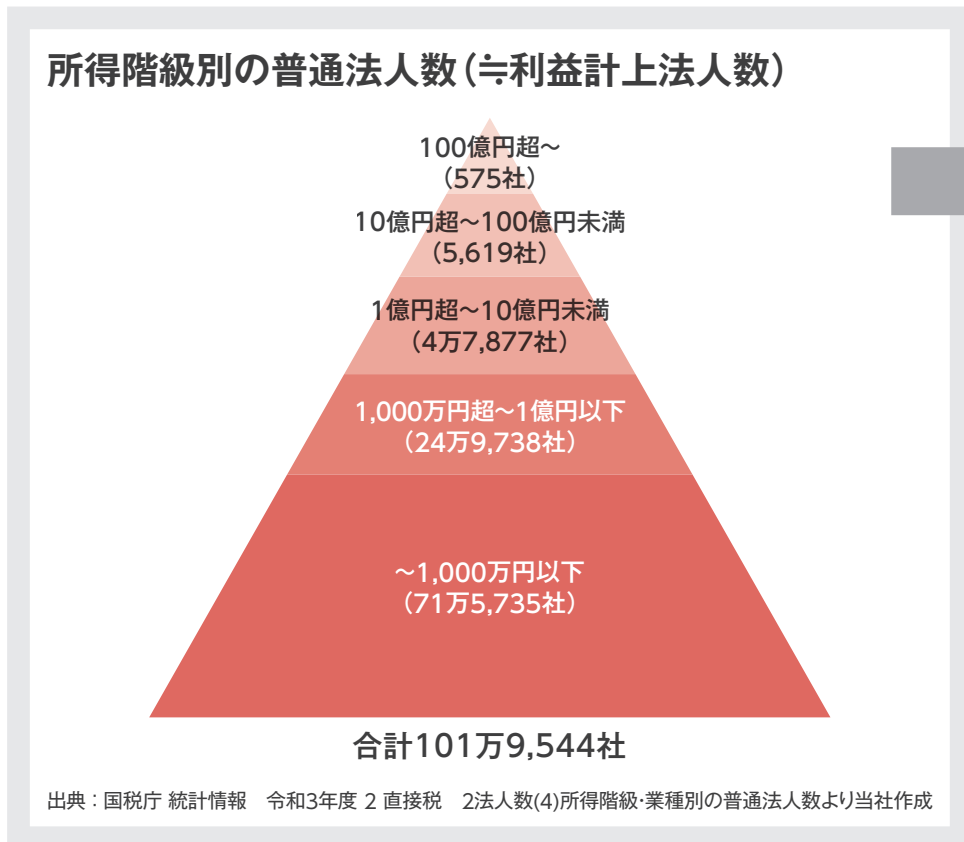 所得階級別の普通法人数（≒利益計上法人数）
100億円超〜
（575社）
10億円超〜100億円未満
（5,619社）
1億円超〜10億円未満
（4万7,877社）
1,000万円超〜1億円以下
（24万9,738社）
〜1,000万円以下
（71万5,735社）
合計101万9,544社
出典：国税庁 統計情報　令和3年度 2 直接税　2法人数(4)所得階級・業種別の普通法人数より当社作成